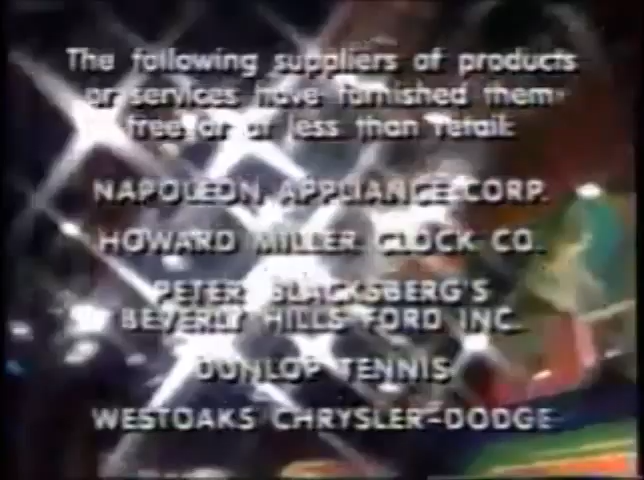 The following suppliers of products
or services have furnished them
free or at less than retail:
NAPOLEON APPLIANCE CORP.
HOWARD MILLER CLOCK CO.
PETER BLACKSBERG'S
BEVERLY HILLS FORD INC.
DUNLOP TENNIS
WESTOAKS CHRYSLER-DODGE